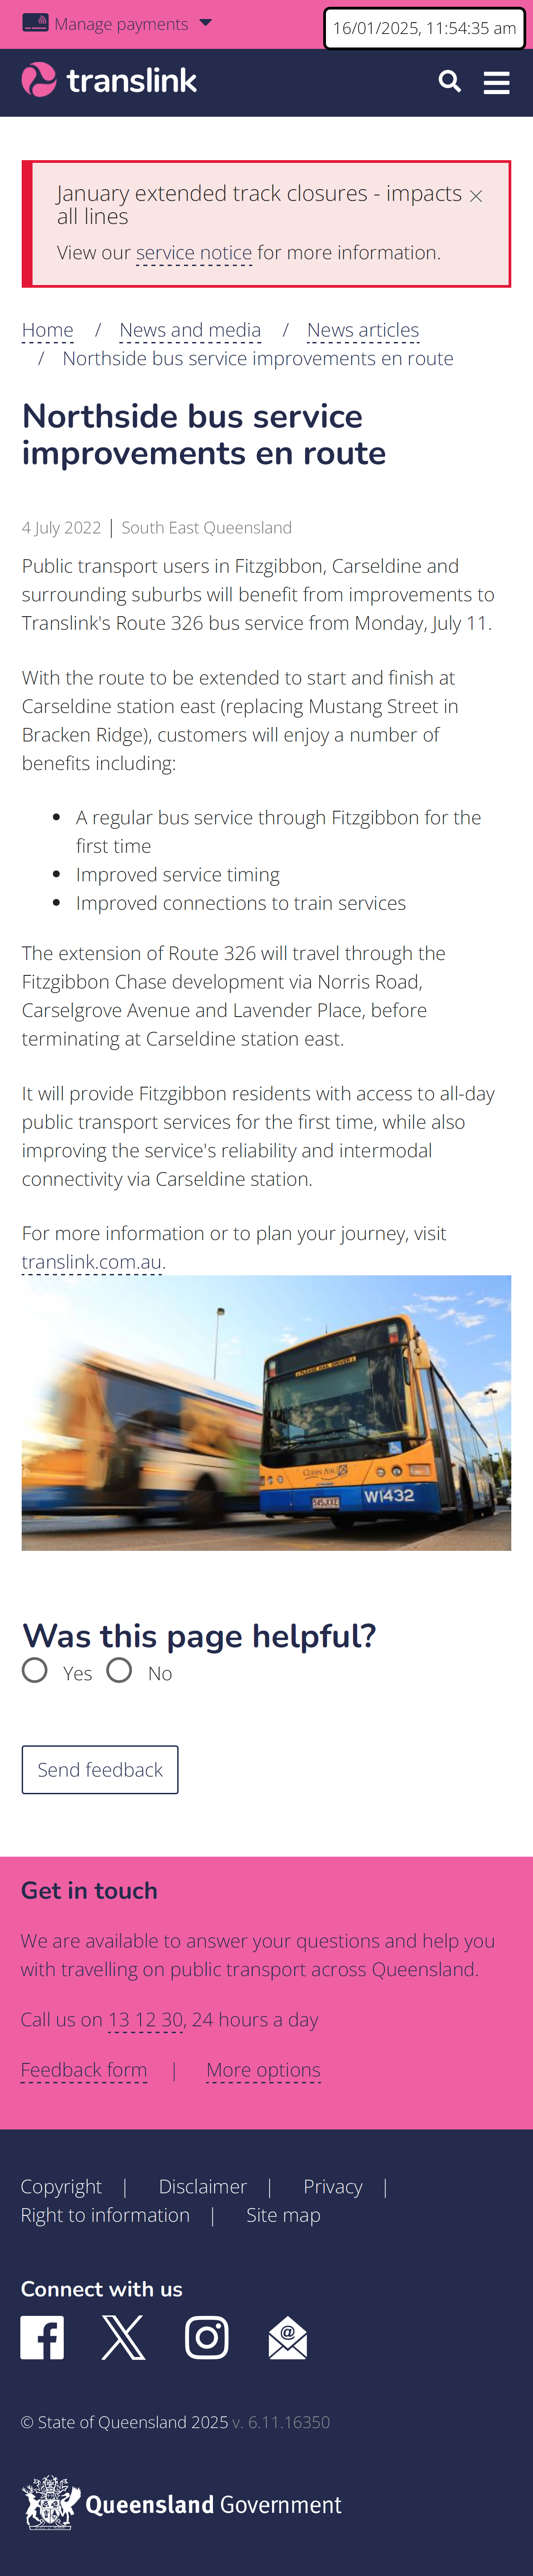 Manage payments
16/01/2025, 11:54:35 am
translink
January extended track closures - impacts
all lines
View our service notice for more information.
Home / News and media / News articles
/ Northside bus service improvements en route
Northside bus service
improvements en route
4 July 2022 | South East Queensland
Public transport users in Fitzgibbon, Carseldine and
surrounding suburbs will benefit from improvements to
Translink's Route 326 bus service from Monday, July 11.
With the route to be extended to start and finish at
Carseldine station east (replacing Mustang Street in
Bracken Ridge), customers will enjoy a number of
benefits including:
• A regular bus service through Fitzgibbon for the
first time
• Improved service timing
• Improved connections to train services
The extension of Route 326 will travel through the
Fitzgibbon Chase development via Norris Road,
Carselgrove Avenue and Lavender Place, before
terminating at Carseldine station east.
It will provide Fitzgibbon residents with access to all-day
public transport services for the first time, while also
improving the service's reliability and intermodal
connectivity via Carseldine station.
For more information or to plan your journey, visit
translink.com.au.
PLEASE HAIL DRIVER
CLEAN AIR
W1432
Was this page helpful?
Yes No
Send feedback
Get in touch
We are available to answer your questions and help you
with travelling on public transport across Queensland.
Call us on 13 12 30, 24 hours a day
Feedback form | More options
Copyright | Disclaimer | Privacy |
Right to information | Site map
Connect with us
© State of Queensland 2025 v. 6.11.16350
Queensland Government